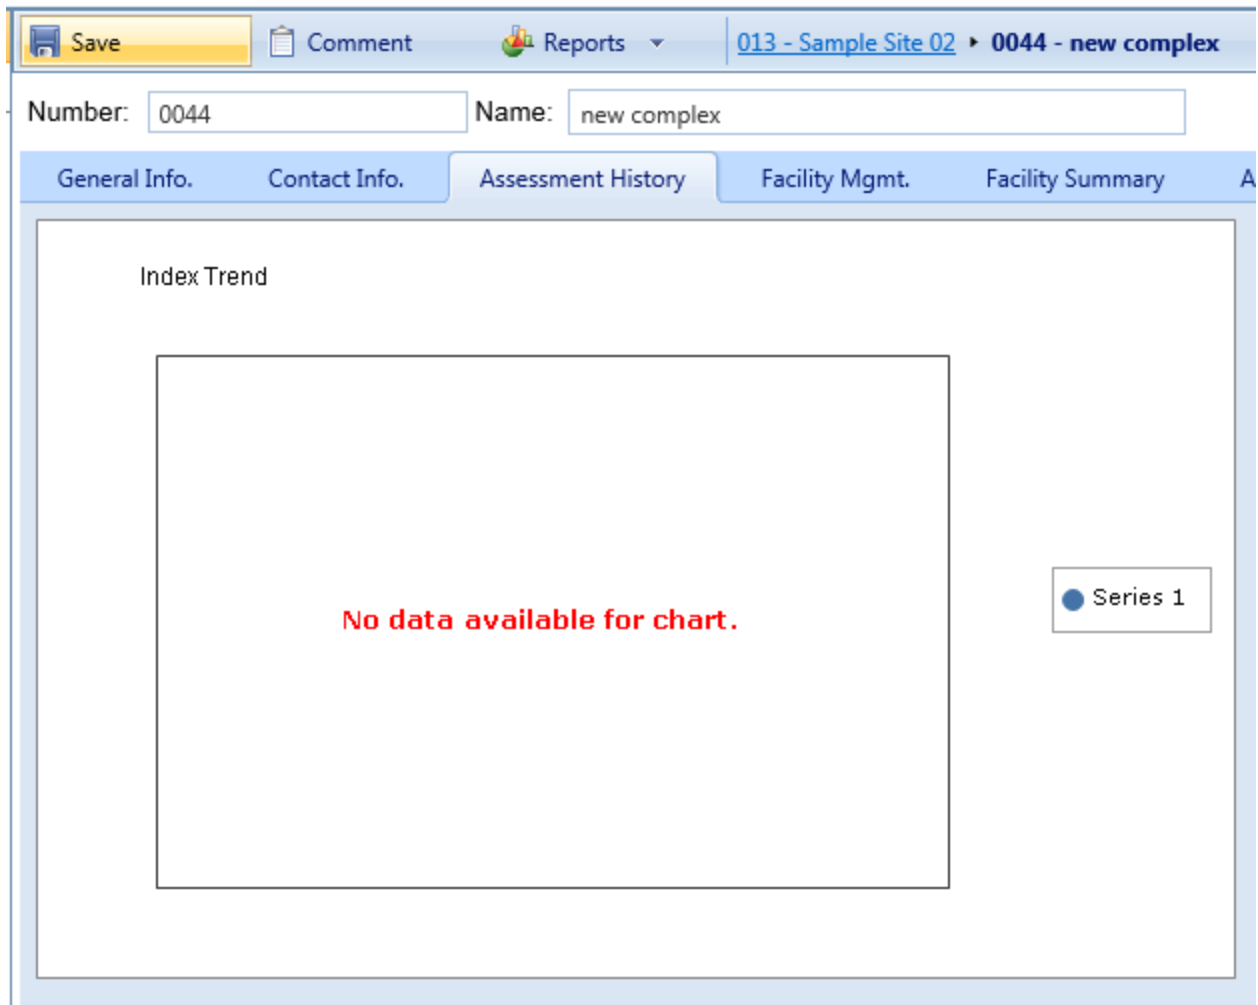 Save Comment Reports 013 - Sample Site 02 ▸ 0044 - new complex
Number: 0044 Name: new complex
General Info. Contact Info. Assessment History Facility Mgmt. Facility Summary
Index Trend
No data available for chart.
Series 1